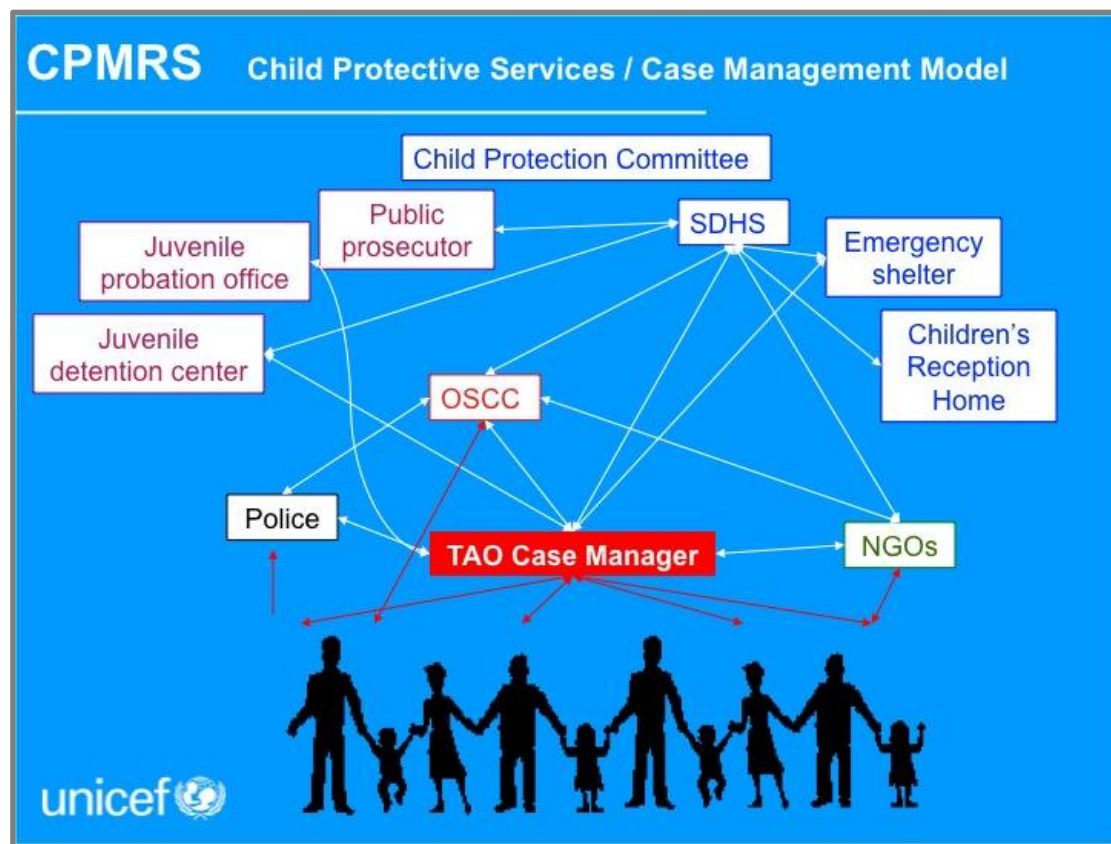 CPMRS Child Protective Services / Case Management Model
Child Protection Committee
Public
prosecutor
SDHS
Juvenile
probation office
Emergency
shelter
Juvenile
detention center
Children's
Reception
Home
OSCC
Police
TAO Case Manager
NGOs
unicef